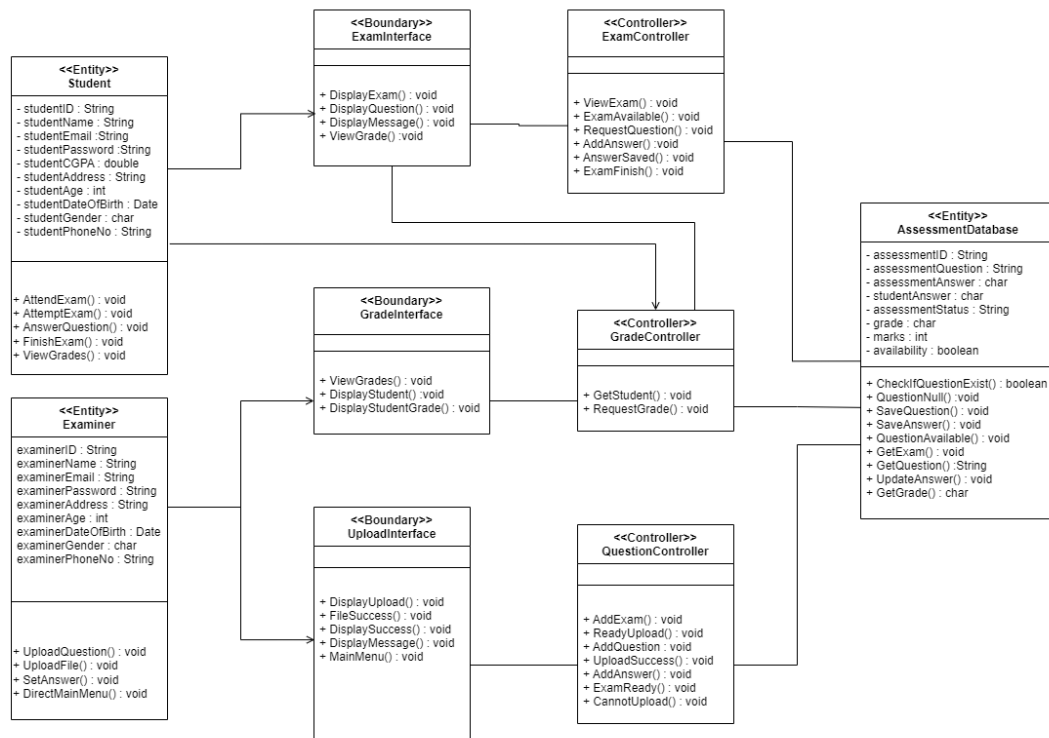 <<Entity>>
Student
- studentID : String
- studentName : String
- studentEmail :String
- studentPassword :String
- studentCGPA : double
- studentAddress : String
- studentAge : int
- studentDateOfBirth : Date
- studentGender : char
- studentPhoneNo : String
+ AttendExam() : void
+ AttemptExam() : void
+ AnswerQuestion() : void
+ FinishExam() : void
+ ViewGrades() : void
<<Boundary>>
ExamInterface
+ DisplayExam() : void
+ DisplayQuestion() : void
+ DisplayMessage() : void
+ ViewGrade() :void
<<Controller>>
ExamController
+ ViewExam() : void
+ ExamAvailable() : void
+ RequestQuestion() : void
+ AddAnswer() : void
+ AnswerSaved() : void
+ ExamFinish() : void
<<Entity>>
AssessmentDatabase
- assessmentID : String
- assessmentQuestion : String
- assessmentAnswer : char
- studentAnswer : char
- assessmentStatus : String
- grade : char
- marks : int
- availability : boolean
+ CheckIfQuestionExist() : boolean
+ QuestionNull() :void
+ SaveQuestion() : void
+ SaveAnswer() : void
+ QuestionAvailable() : void
+ GetExam() : void
+ GetQuestion() :String
+ UpdateAnswer() : void
+ GetGrade() : char
<<Boundary>>
GradeInterface
+ ViewGrades() : void
+ DisplayStudent() :void
+ DisplayStudentGrade() : void
<<Controller>>
GradeController
+ GetStudent() : void
+ RequestGrade() : void
<<Entity>>
Examiner
examinerID : String
examinerName : String
examinerEmail : String
examinerPassword : String
examinerAddress : String
examinerAge : int
examinerDateOfBirth : Date
examinerGender : char
examinerPhoneNo : String
+ UploadQuestion() : void
+ UploadFile() : void
+ SetAnswer() : void
+ DirectMainMenu() : void
<<Boundary>>
UploadInterface
+ DisplayUpload() : void
+ FileSuccess() : void
+ DisplaySuccess() : void
+ DisplayMessage() : void
+ MainMenu() : void
<<Controller>>
QuestionController
+ AddExam() : void
+ ReadyUpload() : void
+ AddQuestion
+ UploadSuccess() : void
+ AddAnswer() : void
+ ExamReady() : void
+ CannotUpload() : void